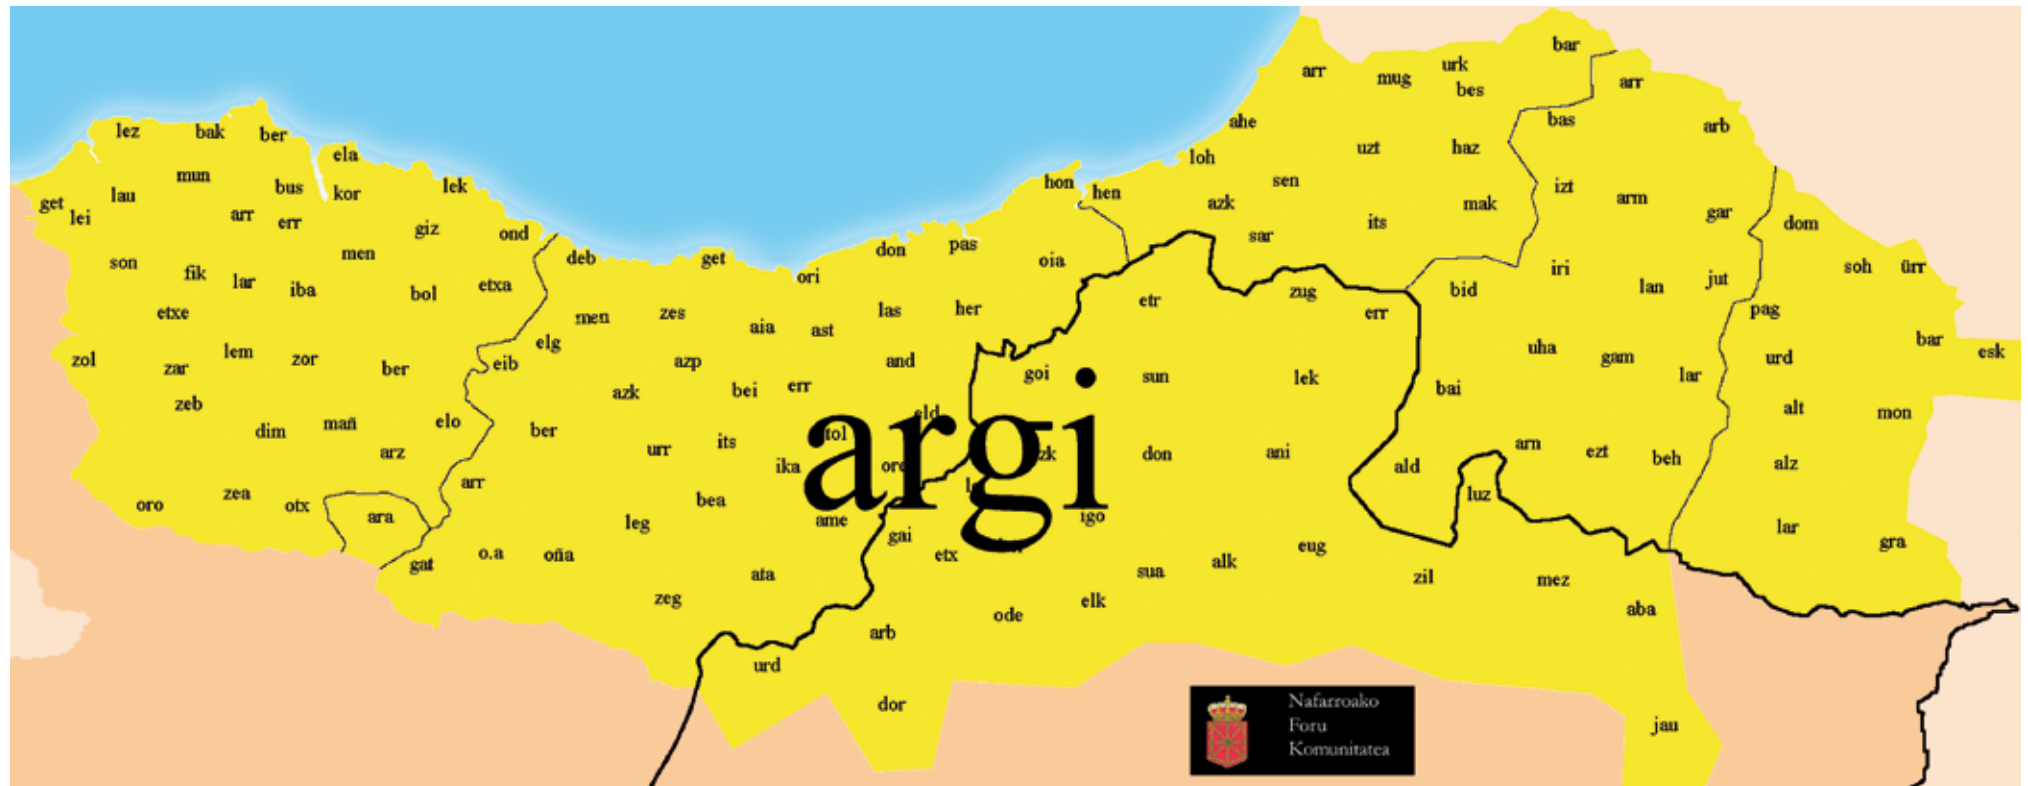 bar
urk
arr
mug
bes
arr
lez
bak
ber
ahe
bas
arb
ela
loh
uzt
haz
mun
bus
kor
lek
hon
hen
sen
izt
get
lau
lei
arr
err
azk
its
mak
arm
gar
giz
ond
sar
dom
son
fik
lar
men
deb
get
ori
don
pas
oia
iri
soh
ürr
iba
bol
etxa
etr
zug
bid
lan
jut
etxe
men
zes
aia
ast
las
her
err
pag
zol
zar
lem
zor
ber
eib
elg
azp
and
uha
gam
urd
bar
esk
zeb
azk
bei
err
goi
sun
lek
bai
lar
dim
mañ
elo
ber
eld
alt
mon
arz
urr
its
tol
argi
don
ani
ald
arn
ezt
beh
alz
oro
zea
otx
ara
arr
ika
bea
luz
leg
ame
igo
lar
gat
o.a
oña
gai
etx
eug
gra
ata
sua
alk
zil
mez
zeg
ode
elk
aba
arb
urd
dor
jau
Nafarroako
Foru
Komunitatea